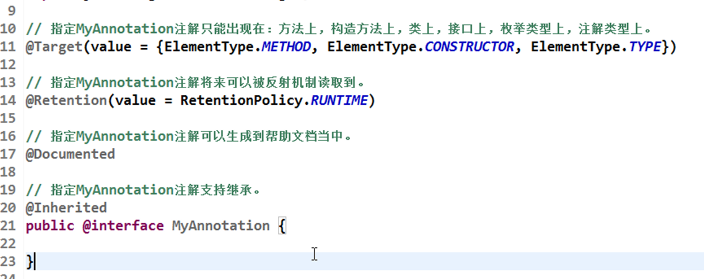 9
10 // 指定MyAnnotation注解只能出现在：方法上，构造方法上，类上，接口上，枚举类型上，注解类型上。
11 @Target(value = {ElementType.METHOD, ElementType.CONSTRUCTOR, ElementType.TYPE})
12
13 // 指定MyAnnotation注解将来可以被反射机制读取到。
14 @Retention(value = RetentionPolicy.RUNTIME)
15
16 // 指定MyAnnotation注解可以生成到帮助文档当中。
17 @Documented
18
19 // 指定MyAnnotation注解支持继承。
20 @Inherited
21 public @interface MyAnnotation {
22
23 }
24